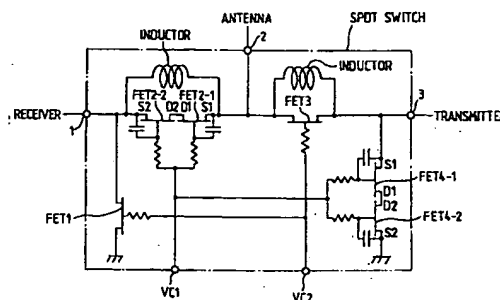 ANTENNA
SPDT SWITCH
INDUCTOR
2
INDUCTOR
FET2-2 FET2-1
S2 D2 D1 S1
FET3
RECEIVER
1
3
TRANSMITTE
S1
FET4-1
D1
D2
FET4-2
S2
FET1
VC1
VC2